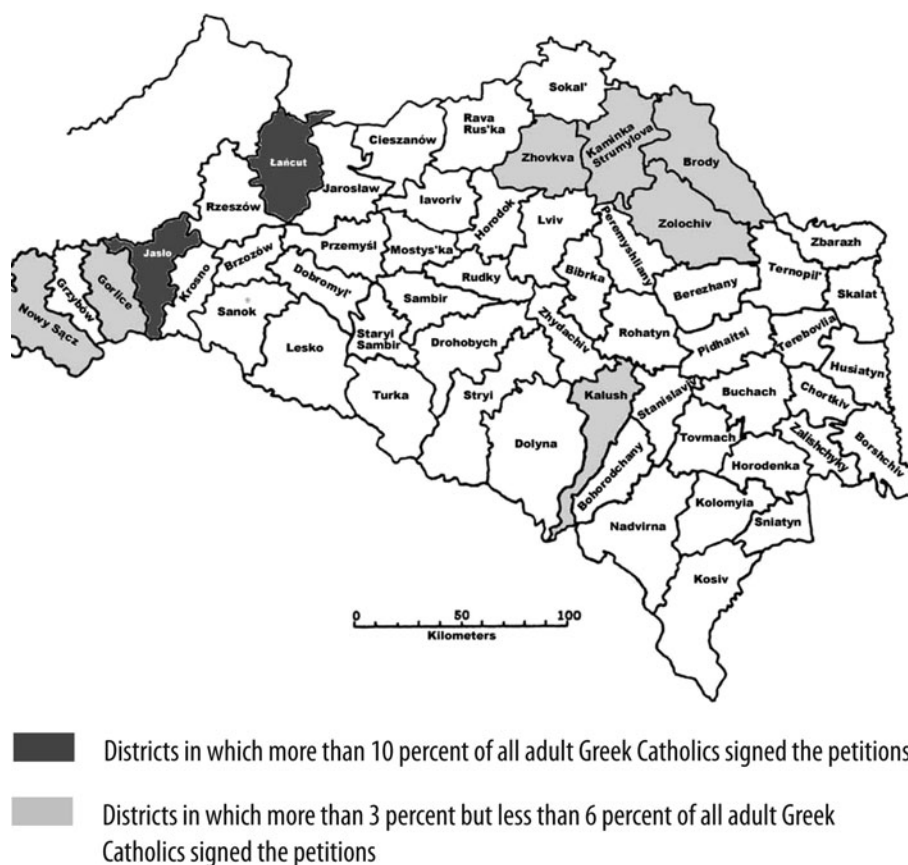 Sokal'
Rava
Rus'ka
Cieszanów
Zhovkva
Kaminka
Strumylova
Brody
Łańcut
Jarosław
Rzeszów
Iavoriv
Horodok
Lviv
Peremyshliany
Zolochiv
Zbarazh
Jasło
Krosno
Brzozów
Przemyśl
Mostys'ka
Rudky
Bibrka
Berezhany
Ternopil'
Skalat
Nowy Sącz
Grzybów
Gorlice
Sanok
Dobromyl'
Lesko
Staryi
Sambir
Sambir
Drohobych
Zhydachiv
Rohatyn
Pidhaitsi
Terebovlia
Husiatyn
Turka
Stryi
Dolyna
Kalush
Stanislaviv
Buchach
Chortkiv
Bohorodchany
Tovmach
Zalishchyky
Borshchiv
Horodenka
Nadvirna
Kolomyia
Sniatyn
Kosiv
0 50 100
Kilometers
Districts in which more than 10 percent of all adult Greek Catholics signed the petitions
Districts in which more than 3 percent but less than 6 percent of all adult Greek
Catholics signed the petitions